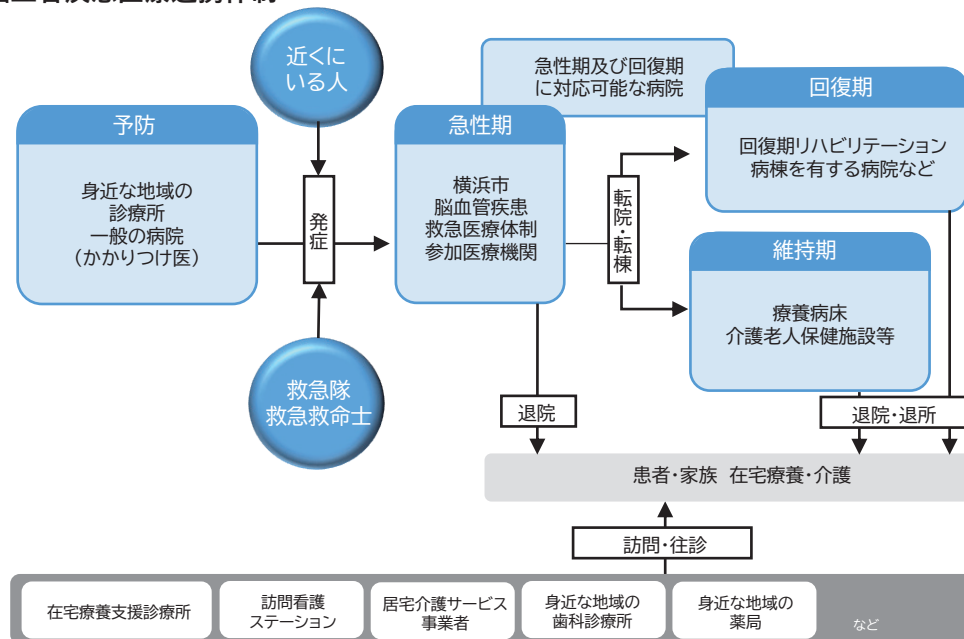 近くに
いる人
急性期及び回復期
に対応可能な病院
回復期
回復期リハビリテーション
病棟を有する病院など
予防
身近な地域の
診療所
一般の病院
（かかりつけ医）
発症
急性期
横浜市
脳血管疾患
救急医療体制
参加医療機関
転院・転棟
維持期
療養病床
介護老人保健施設等
救急隊
救急救命士
退院
退院・退所
患者・家族 在宅療養・介護
訪問・往診
在宅療養支援診療所
訪問看護
ステーション
居宅介護サービス
事業者
身近な地域の
歯科診療所
身近な地域の
薬局
など